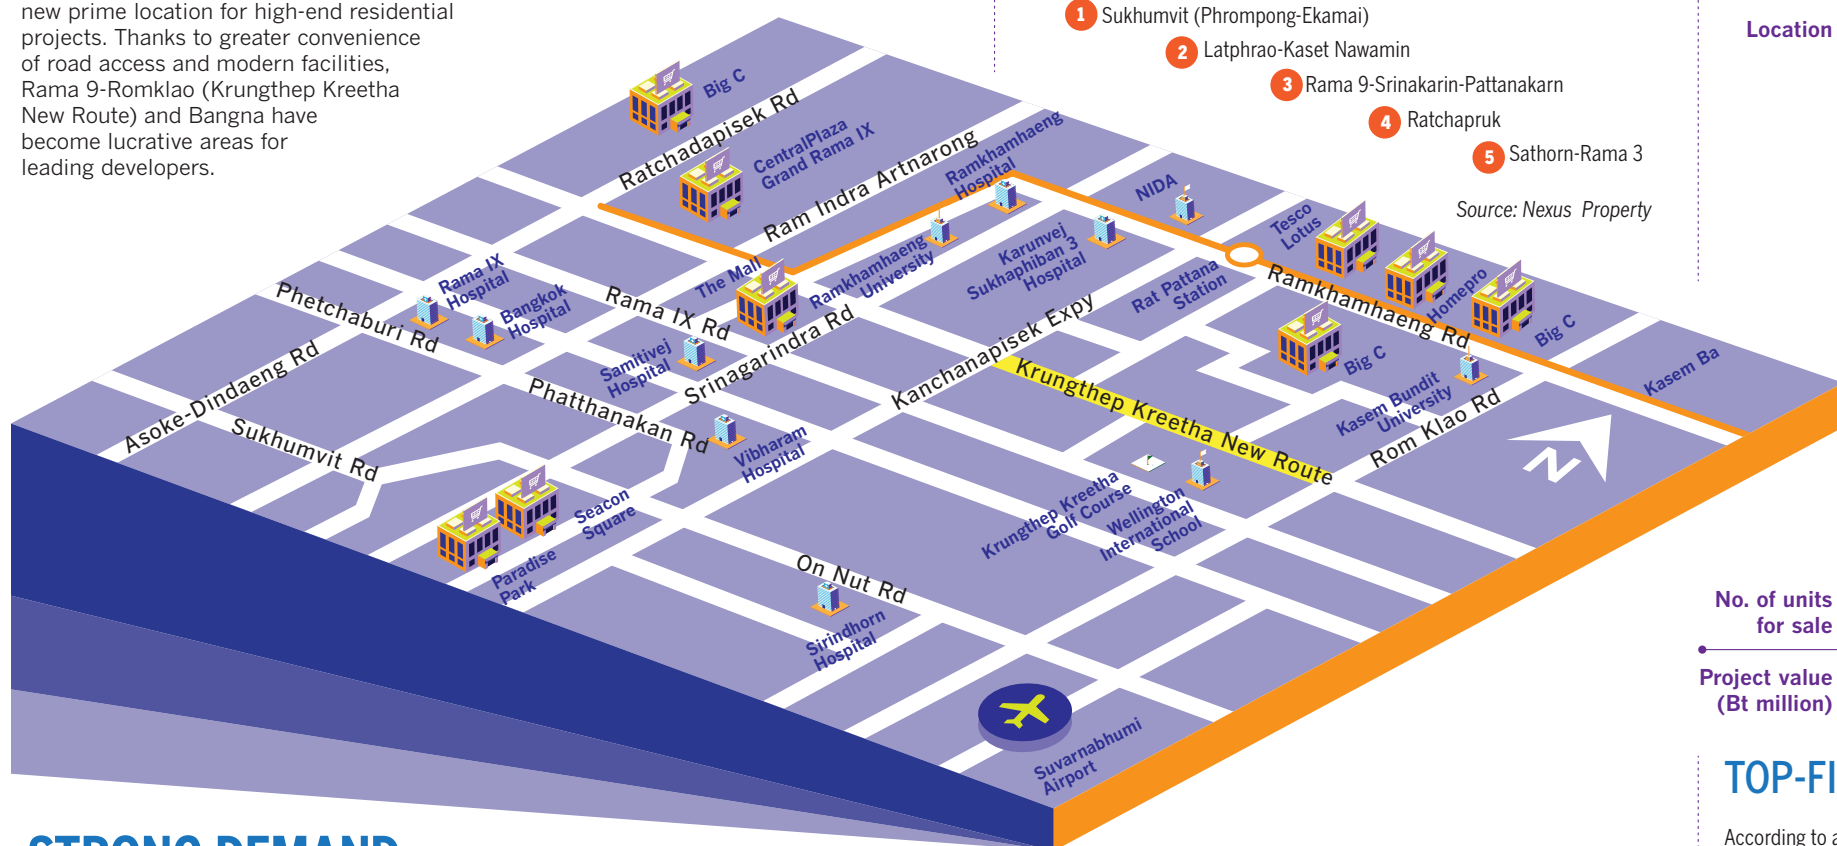 new prime location for high-end residential
projects. Thanks to greater convenience
of road access and modern facilities,
Rama 9-Romklao (Krungthep Kreetha
New Route) and Bangna have
become lucrative areas for
leading developers.
1 Sukhumvit (Phrompong-Ekamai)
2 Latphrao-Kaset Nawamin
3 Rama 9-Srinakarin-Pattanakarn
4 Ratchapruk
5 Sathorn-Rama 3
Source: Nexus Property
Location
Big C
Ratchadapisek Rd
CentralPlaza
Grand Rama IX
Ram Indra Artnarong
Ramkhamhaeng
Hospital
NIDA
Tesco
Lotus
Homepro
Big C
Kasem Ba
Ramkhamhaeng Rd
Rat Pattana
Station
Karunvej
Sukhaphiban 3
Hospital
Ramkhamhaeng
University
The Mall
Rama IX Rd
Rama IX
Hospital
Bangkok
Hospital
Phetchaburi Rd
Asoke-Dindaeng Rd
Sukhumvit Rd
Samitivej
Hospital
Srinagarindra Rd
Kanchanapisek Expy
Krungthep Kreetha New Route
Big C
Kasem Bundit
University
Rom Klao Rd
N
Phatthanakan Rd
Vibharam
Hospital
Seacon
Square
Paradise
Park
Krungthep Kreetha
Golf Course
Wellington
International
School
On Nut Rd
Sirindhorn
Hospital
Suvarnabhumi
Airport
No. of units
for sale
Project value
(Bt million)
TOP-FI
According to a
STRONG DEMAND